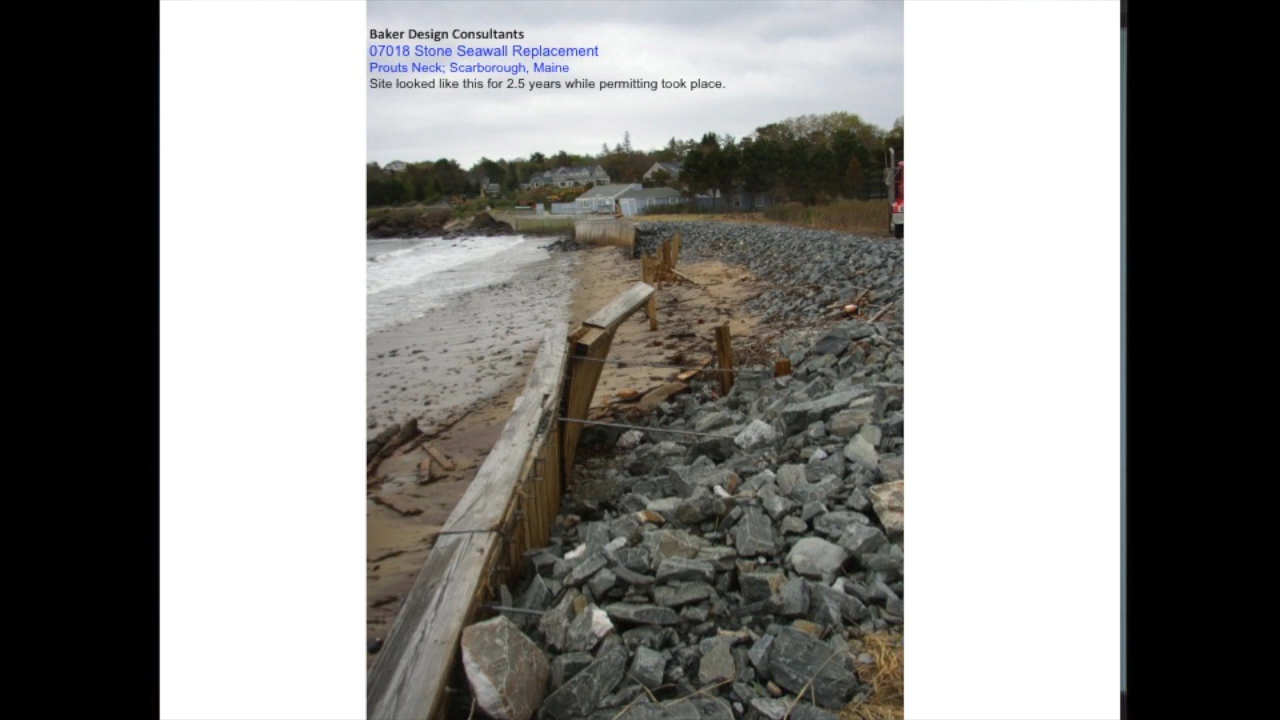 Baker Design Consultants
07018 Stone Seawall Replacement
Prouts Neck; Scarborough, Maine
Site looked like this for 2.5 years while permitting took place.